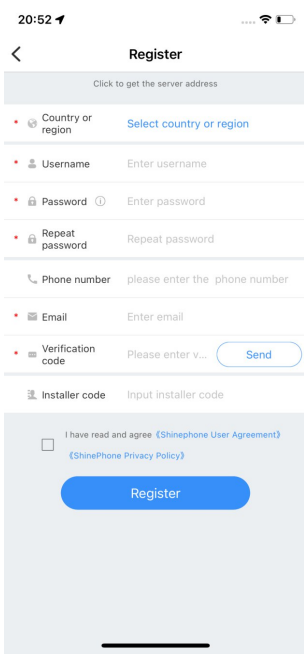 20:52
Register
Click to get the server address
* Country or region Select country or region
* Username Enter username
* Password Enter password
* Repeat password Repeat password
Phone number please enter the phone number
* Email Enter email
* Verification code Please enter v... Send
Installer code Input installer code
I have read and agree 《Shinephone User Agreement》
《ShinePhone Privacy Policy》
Register